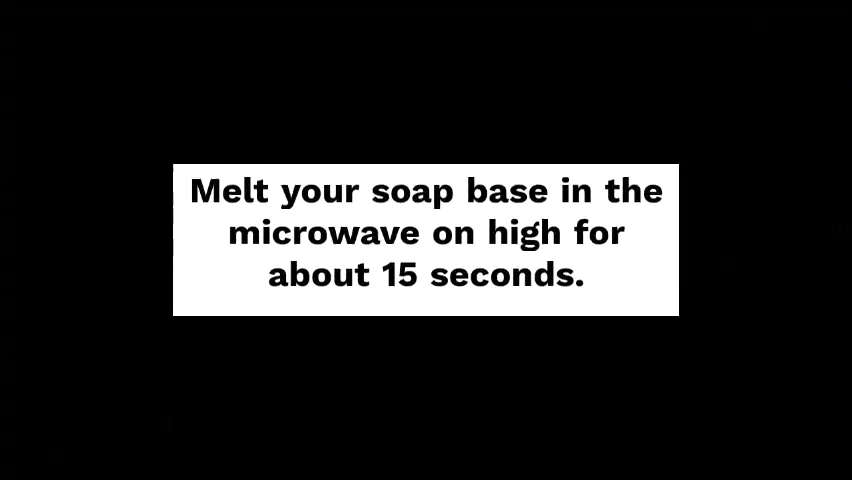 Melt your soap base in the
microwave on high for
about 15 seconds.